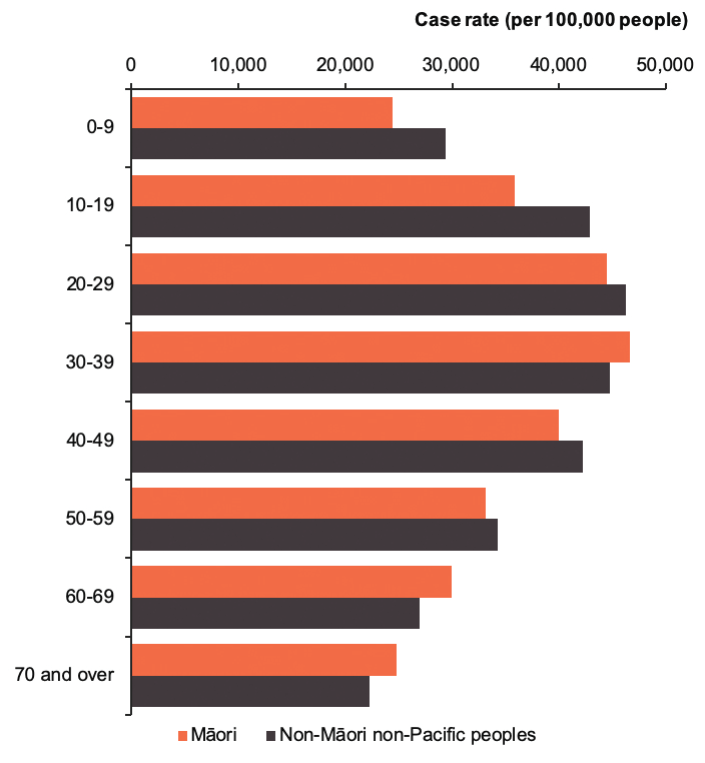 Case rate (per 100,000 people)
0 10,000 20,000 30,000 40,000 50,000
0-9
10-19
20-29
30-39
40-49
50-59
60-69
70 and over
Māori Non-Māori non-Pacific peoples